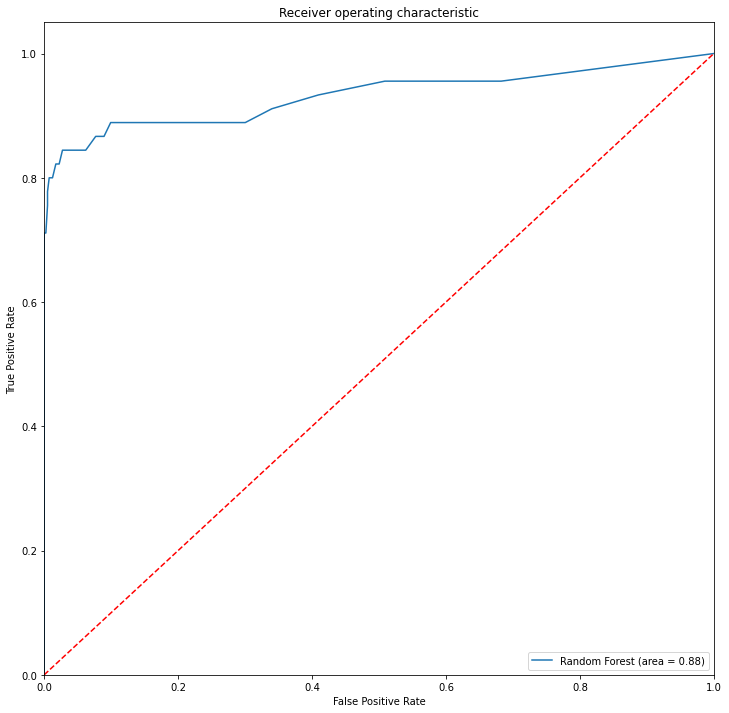 Receiver operating characteristic
True Positive Rate
1.0
0.8
0.6
0.4
0.2
0.0
Random Forest (area = 0.88)
0.0 0.2 0.4 0.6 0.8 1.0
False Positive Rate